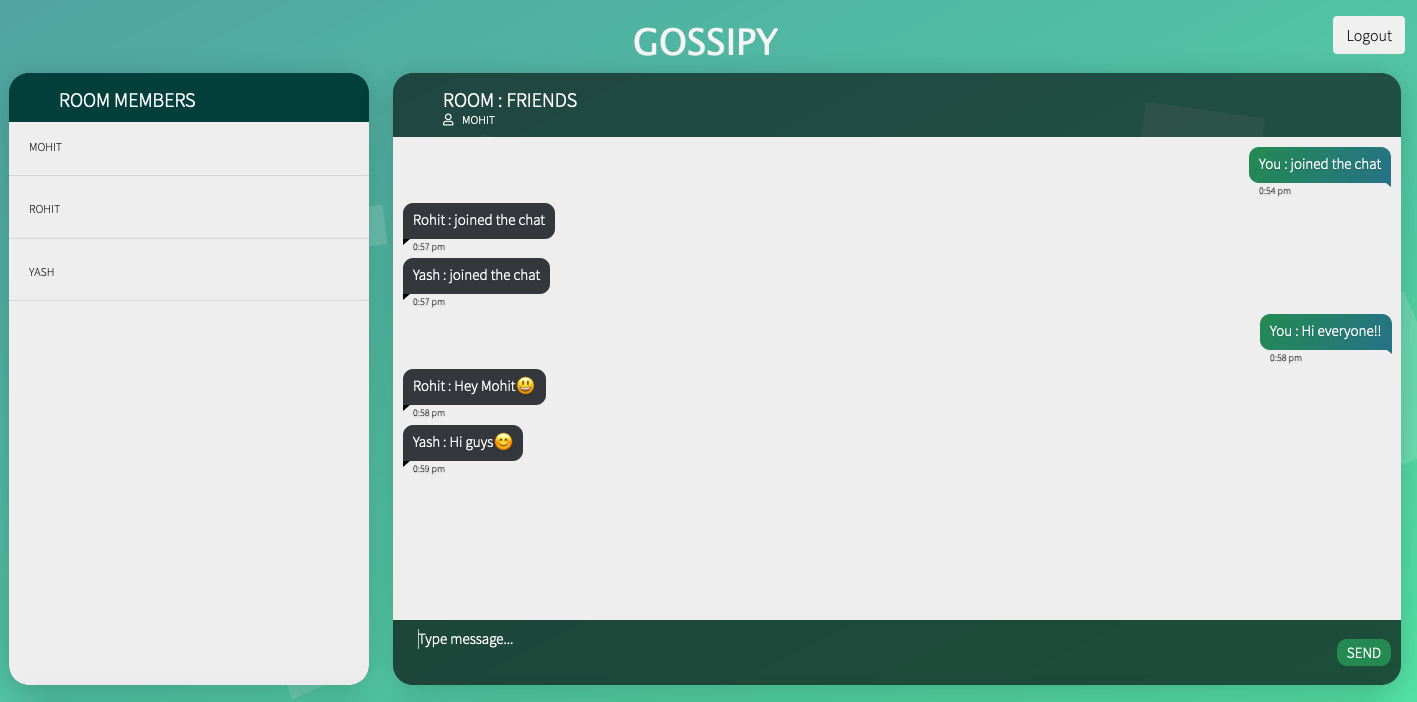 GOSSIPY
Logout
ROOM MEMBERS
MOHIT
ROHIT
YASH
ROOM : FRIENDS
MOHIT
You : joined the chat
0:54 pm
Rohit : joined the chat
0:57 pm
Yash : joined the chat
0:57 pm
You : Hi everyone!!
0:58 pm
Rohit : Hey Mohit😃
0:58 pm
Yash : Hi guys😊
0:59 pm
Type message...
SEND